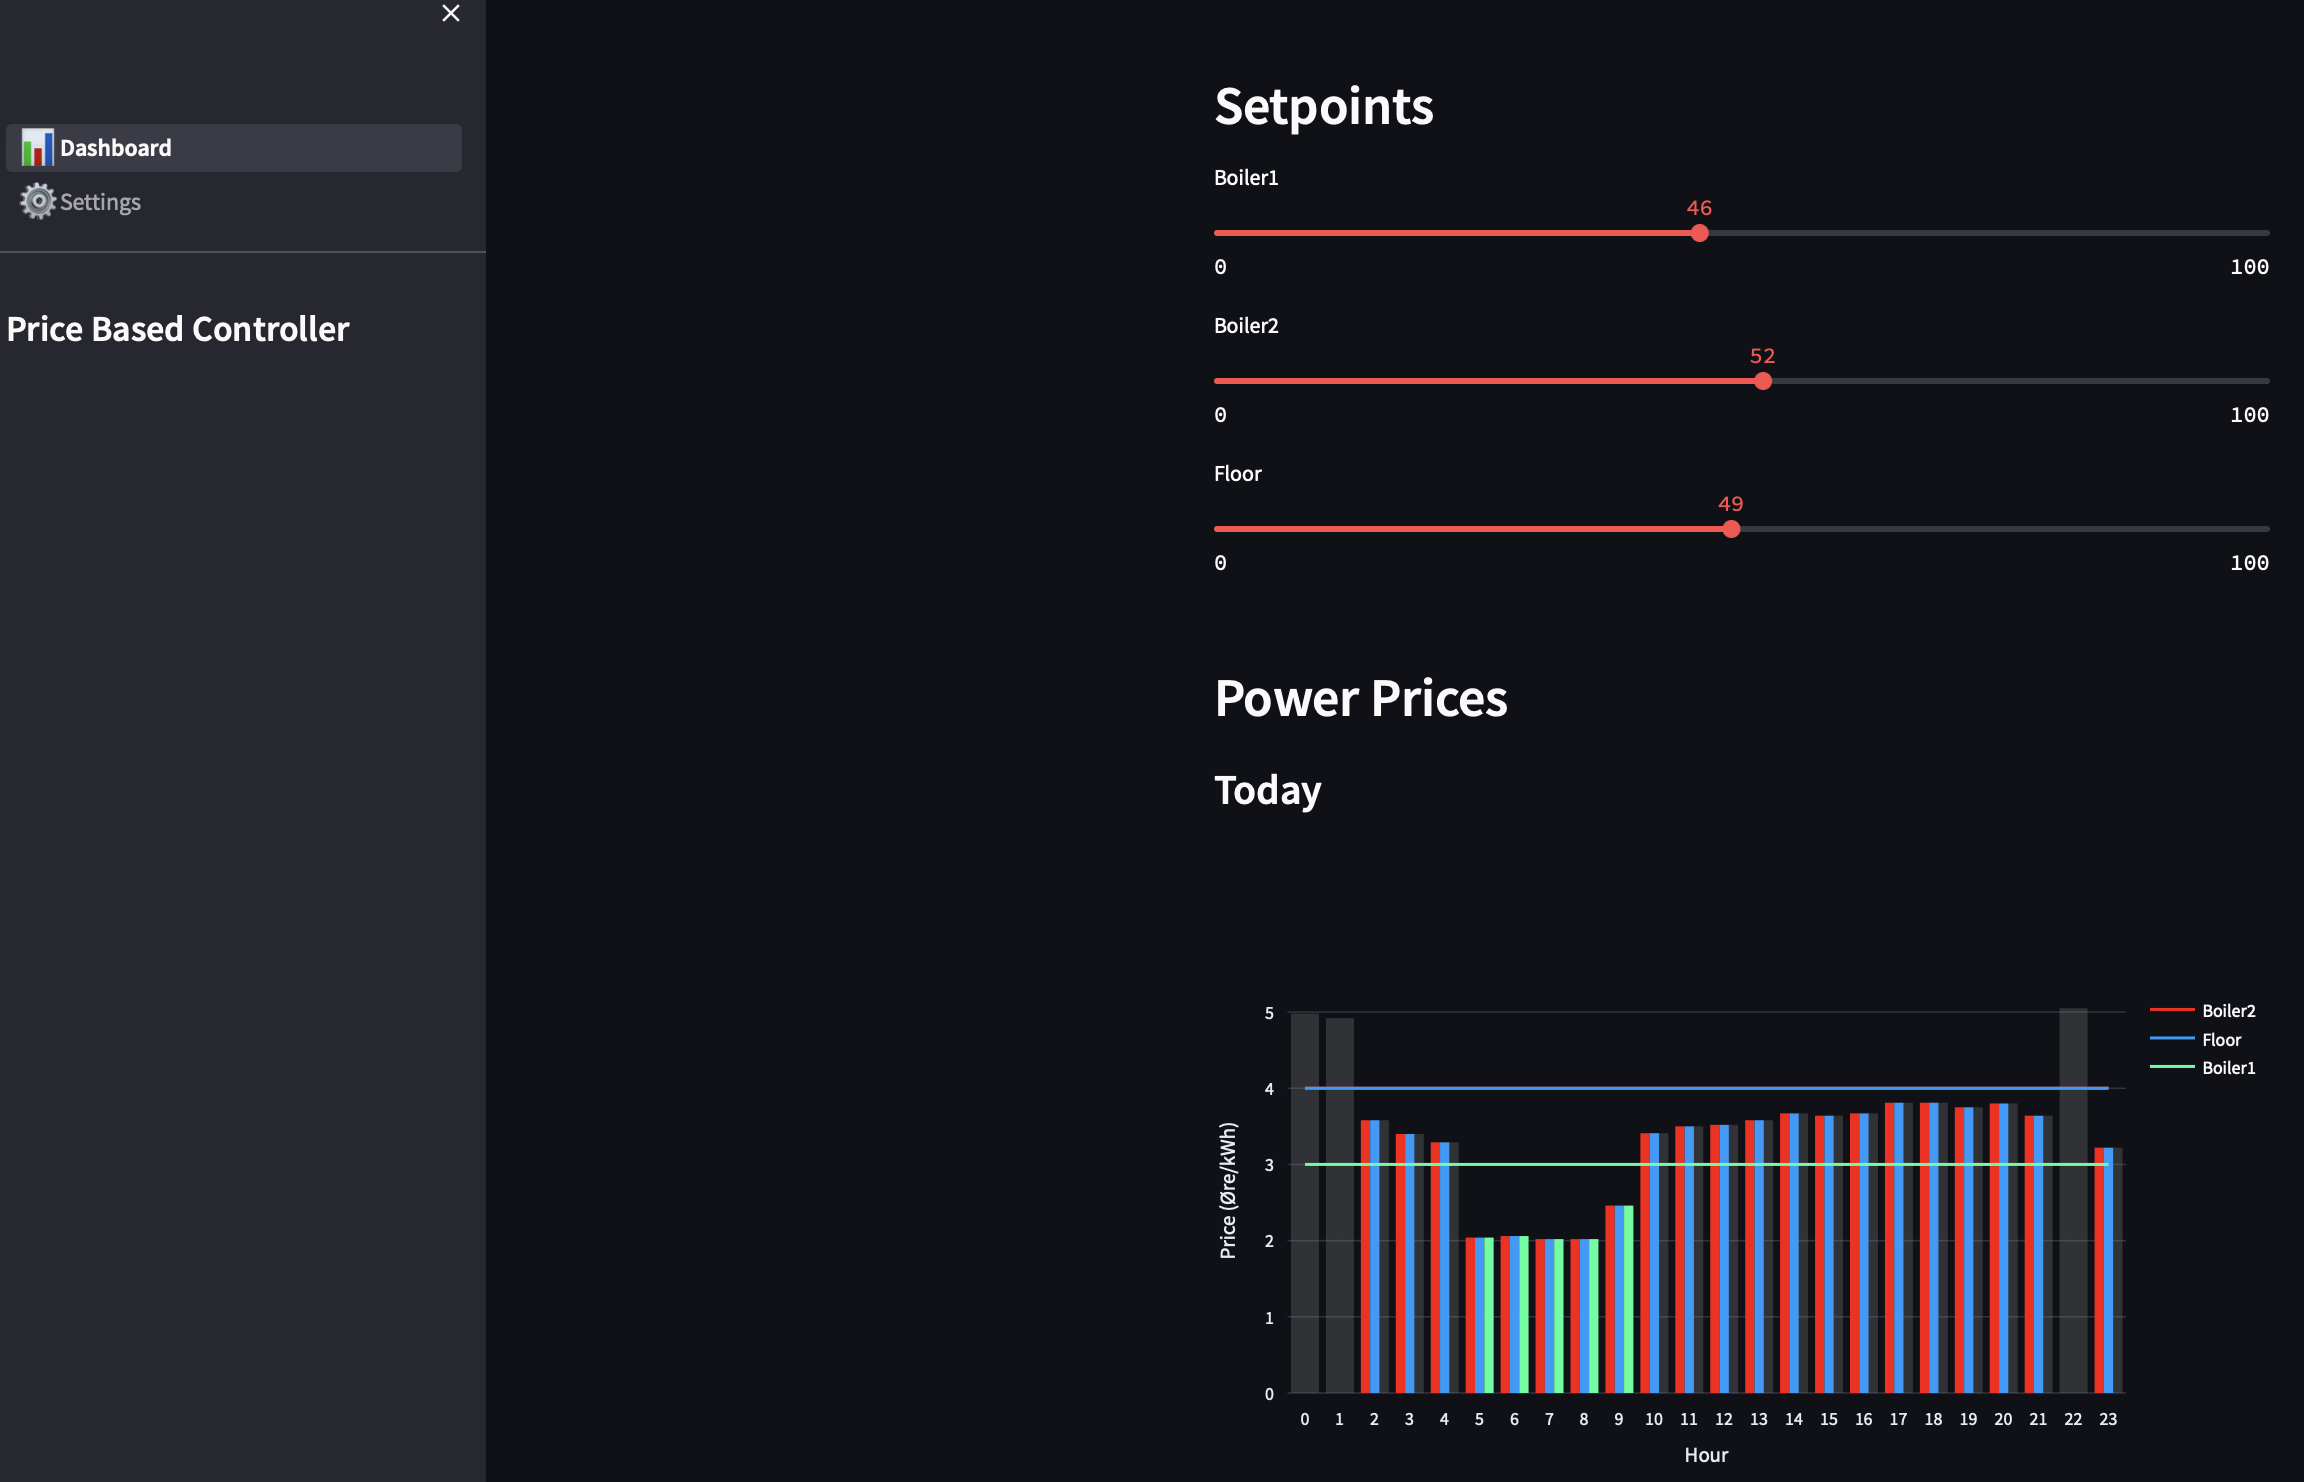 Dashboard
Settings
Price Based Controller
Setpoints
Boiler1
46
0 100
Boiler2
52
0 100
Floor
49
0 100
Power Prices
Today
5
4
3
2
1
0
Price (Øre/kWh)
0 1 2 3 4 5 6 7 8 9 10 11 12 13 14 15 16 17 18 19 20 21 22 23
Hour
Boiler2
Floor
Boiler1